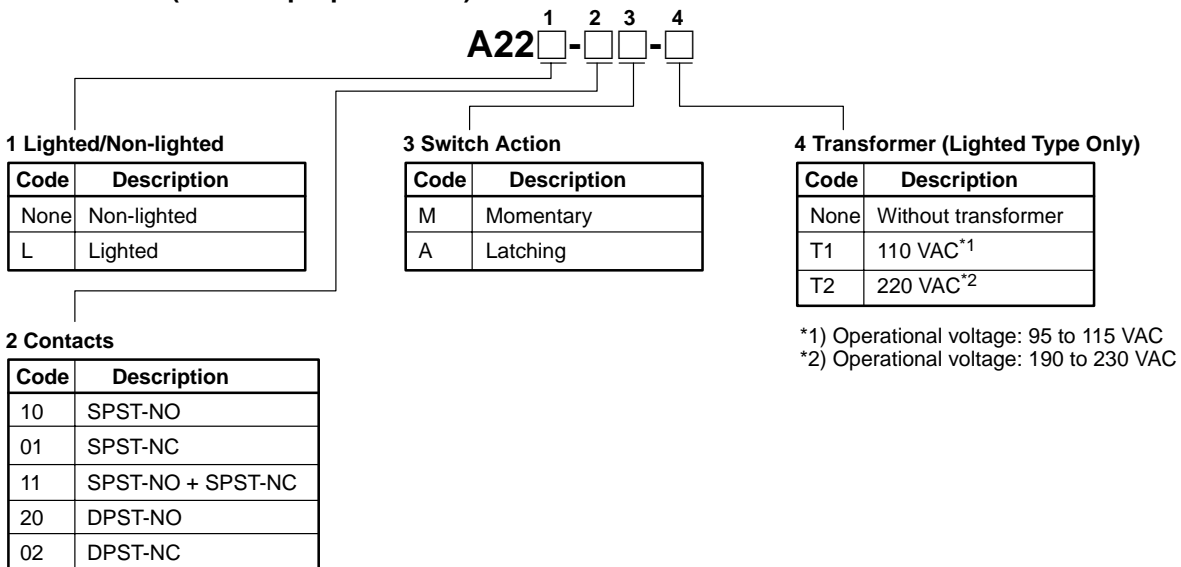 1 2 3 4
A22□-□□-□
1 Lighted/Non-lighted
Code Description
None Non-lighted
L Lighted
3 Switch Action
Code Description
M Momentary
A Latching
4 Transformer (Lighted Type Only)
Code Description
None Without transformer
T1 110 VAC*1
T2 220 VAC*2
*1) Operational voltage: 95 to 115 VAC
*2) Operational voltage: 190 to 230 VAC
2 Contacts
Code Description
10 SPST-NO
01 SPST-NC
11 SPST-NO + SPST-NC
20 DPST-NO
02 DPST-NC